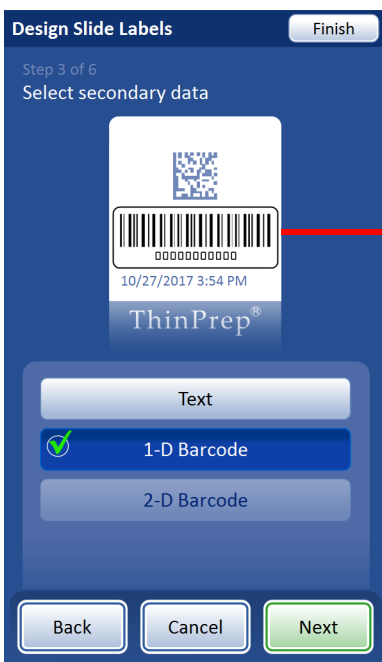 Design Slide Labels
Finish
Step 3 of 6
Select secondary data
00000000000
10/27/2017 3:54 PM
ThinPrep®
Text
1-D Barcode
2-D Barcode
Back
Cancel
Next